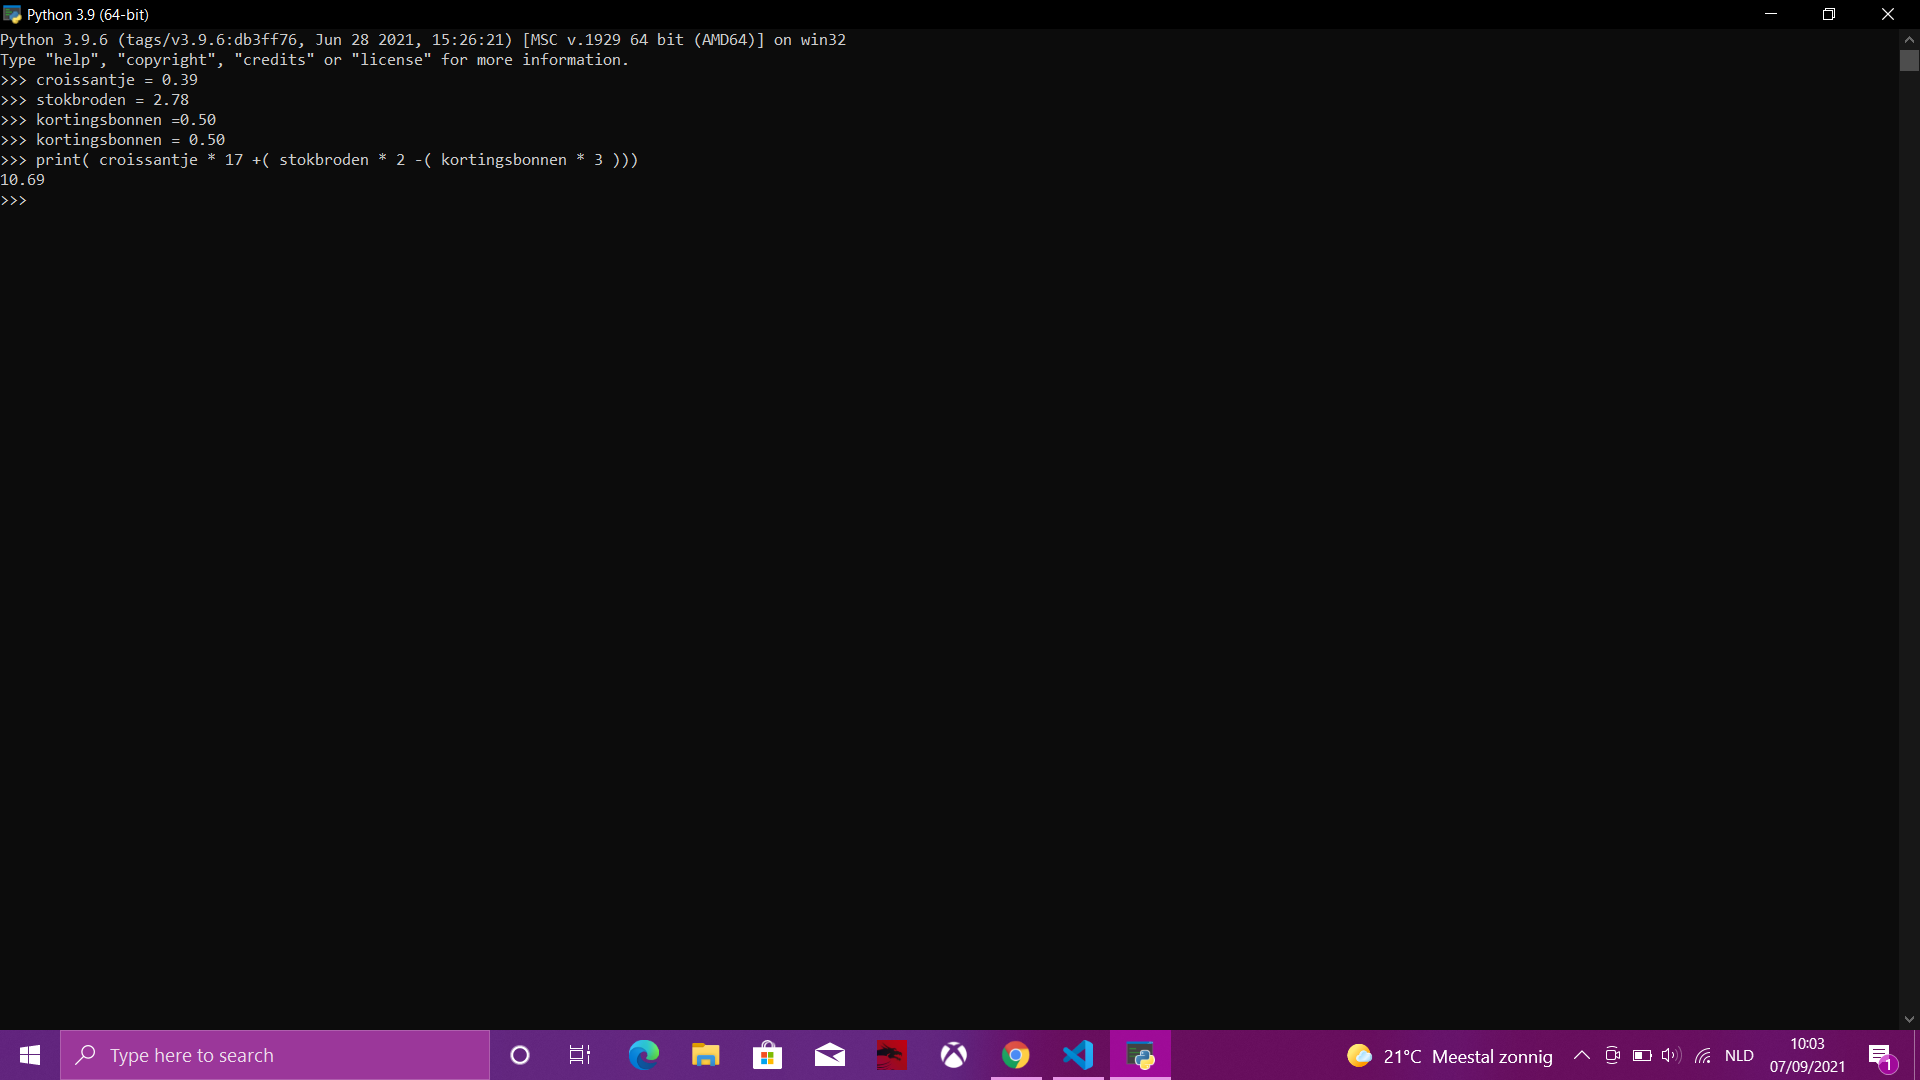 Python 3.9 (64-bit)
Python 3.9.6 (tags/v3.9.6:db3ff76, Jun 28 2021, 15:26:21) [MSC v.1929 64 bit (AMD64)] on win32
Type "help", "copyright", "credits" or "license" for more information.
>>> croissantje = 0.39
>>> stokbroden = 2.78
>>> kortingsbonnen =0.50
>>> kortingsbonnen = 0.50
>>> print( croissantje * 17 +( stokbroden * 2 -( kortingsbonnen * 3 )))
10.69
>>>
Type here to search
21°C Meestal zonnig
NLD
10:03
07/09/2021
1